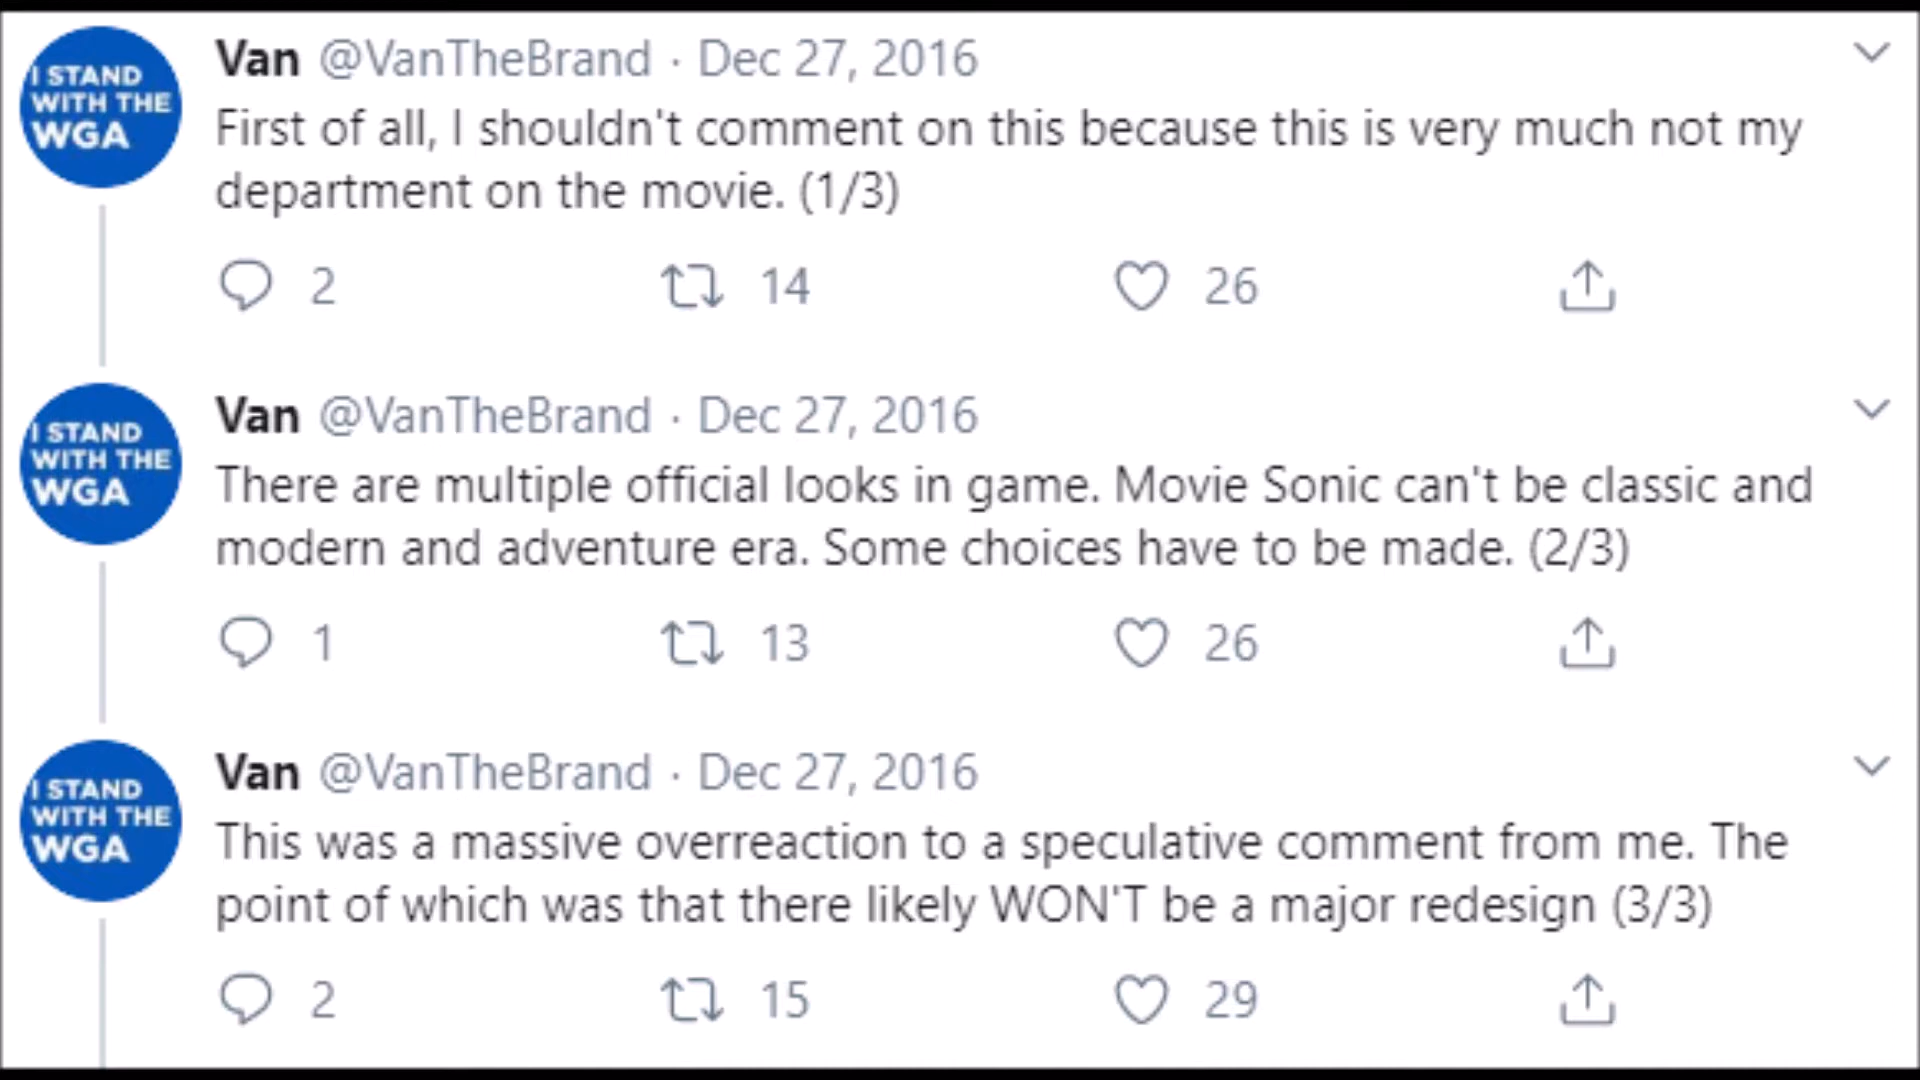 I STAND
WITH THE
WGA
Van @VanTheBrand · Dec 27, 2016
First of all, I shouldn't comment on this because this is very much not my
department on the movie. (1/3)
2 14 26
I STAND
WITH THE
WGA
Van @VanTheBrand · Dec 27, 2016
There are multiple official looks in game. Movie Sonic can't be classic and
modern and adventure era. Some choices have to be made. (2/3)
1 13 26
I STAND
WITH THE
WGA
Van @VanTheBrand · Dec 27, 2016
This was a massive overreaction to a speculative comment from me. The
point of which was that there likely WON'T be a major redesign (3/3)
2 15 29